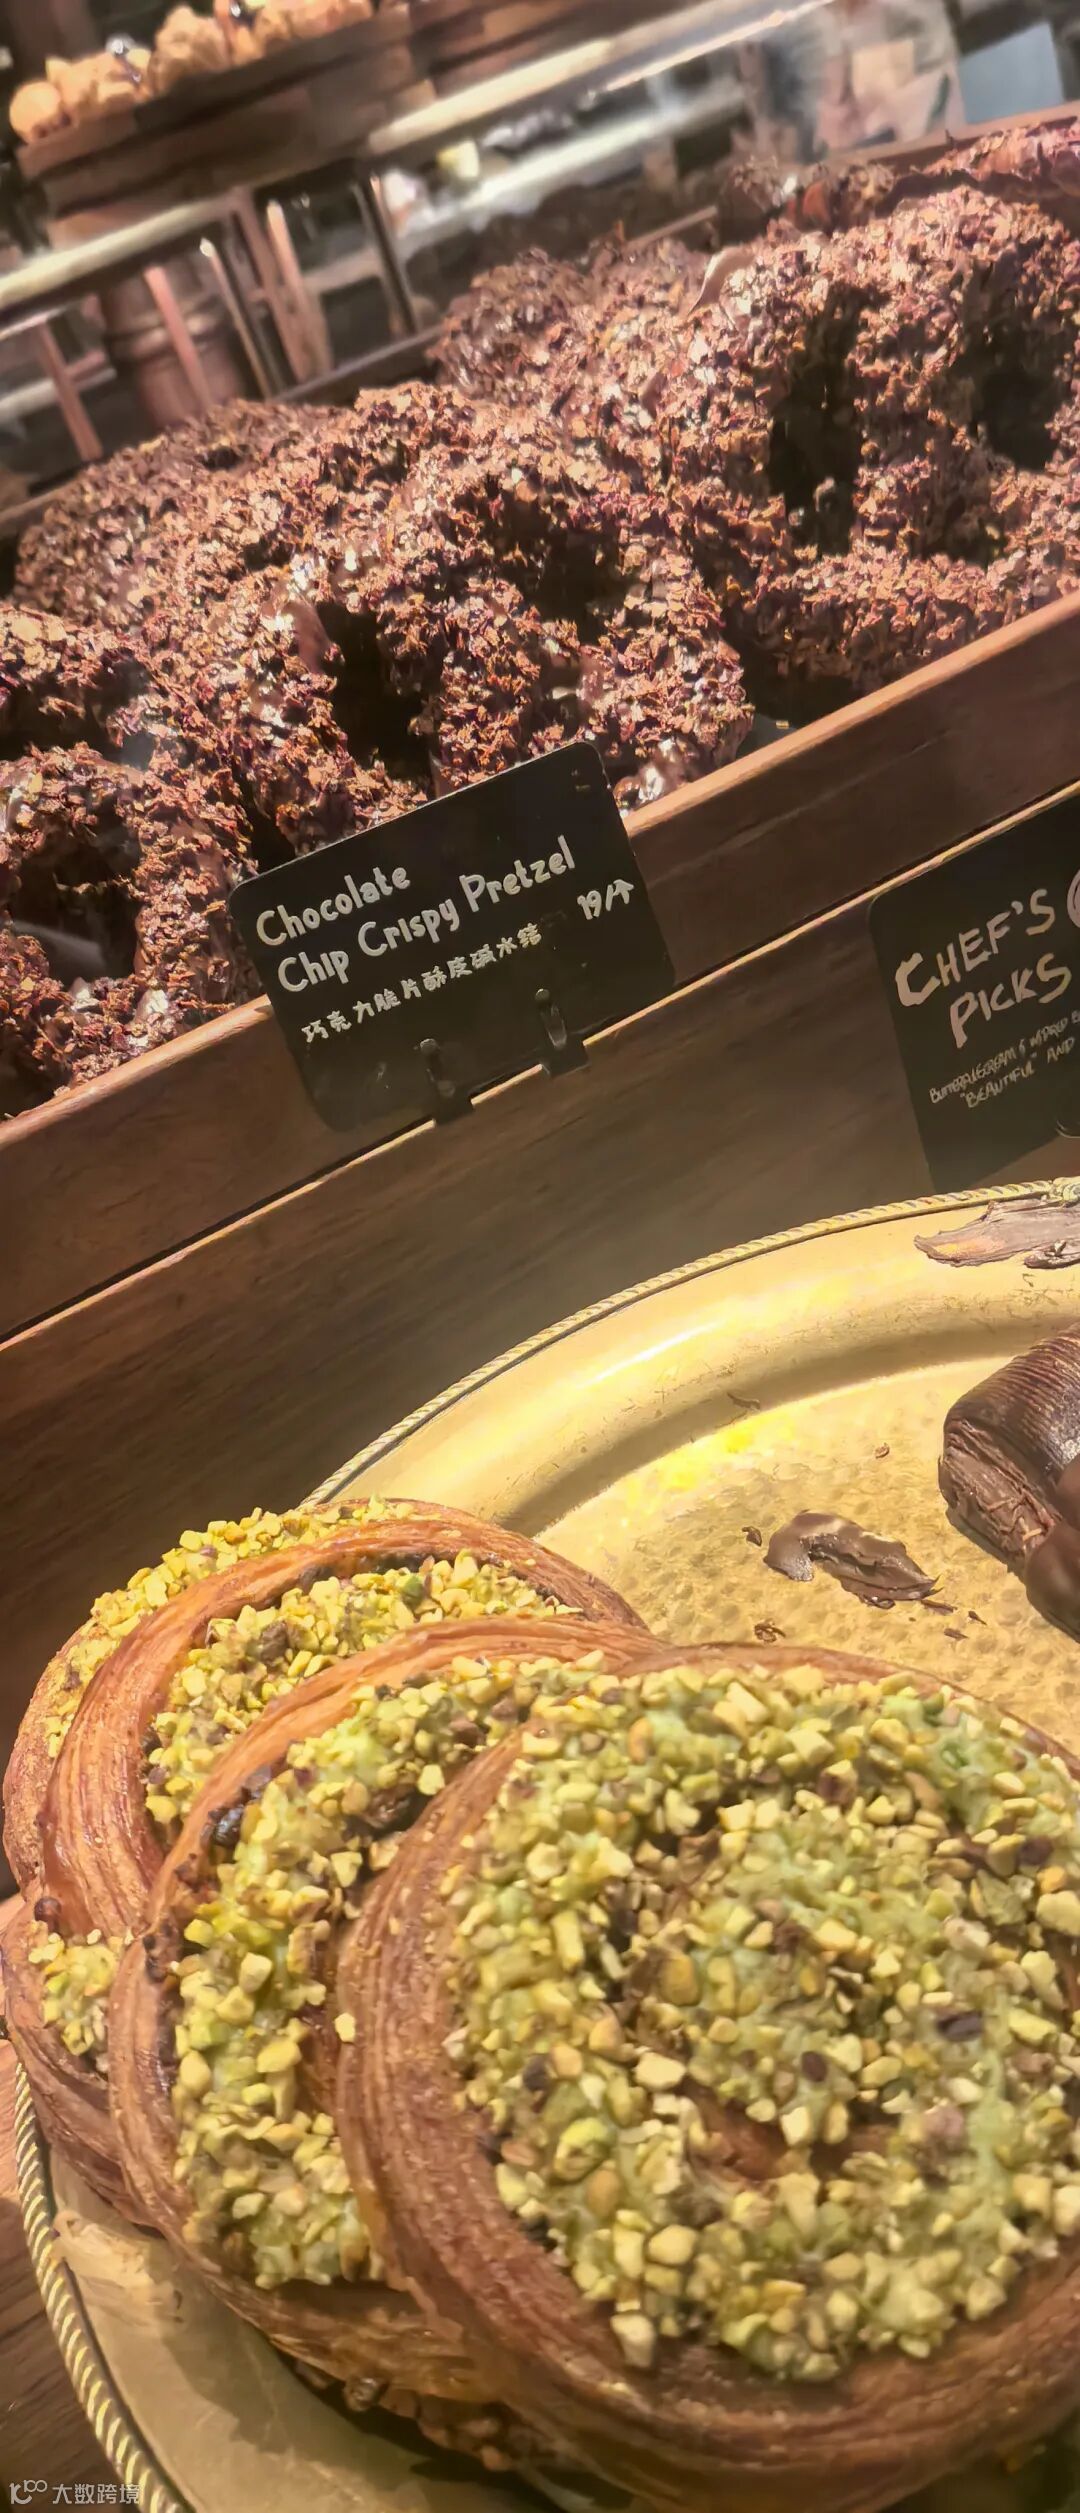 Chocolate
Chip Crispy Pretzel
巧克力脆片酥皮碱水结 19/个
CHEF'S
PICKS
"BEAUTIFUL" AND
大数跨境